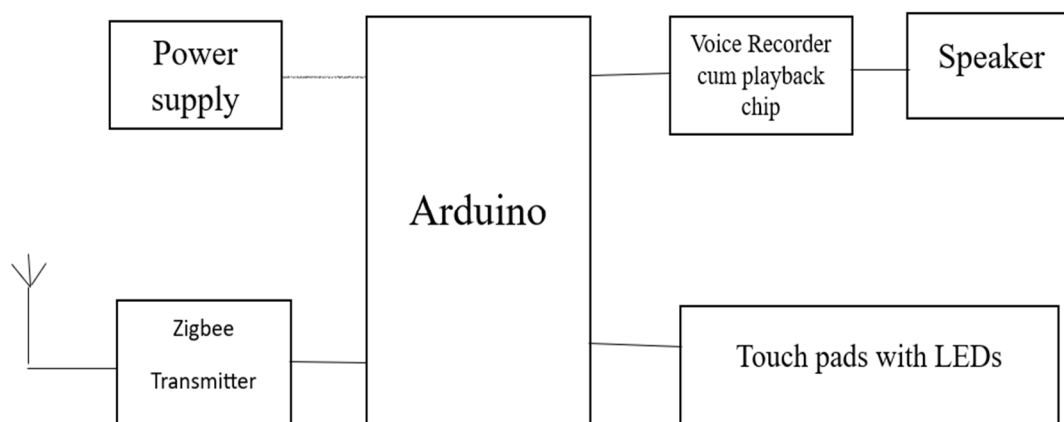 Power
supply
Arduino
Voice Recorder
cum playback
chip
Speaker
Zigbee
Transmitter
Touch pads with LEDs